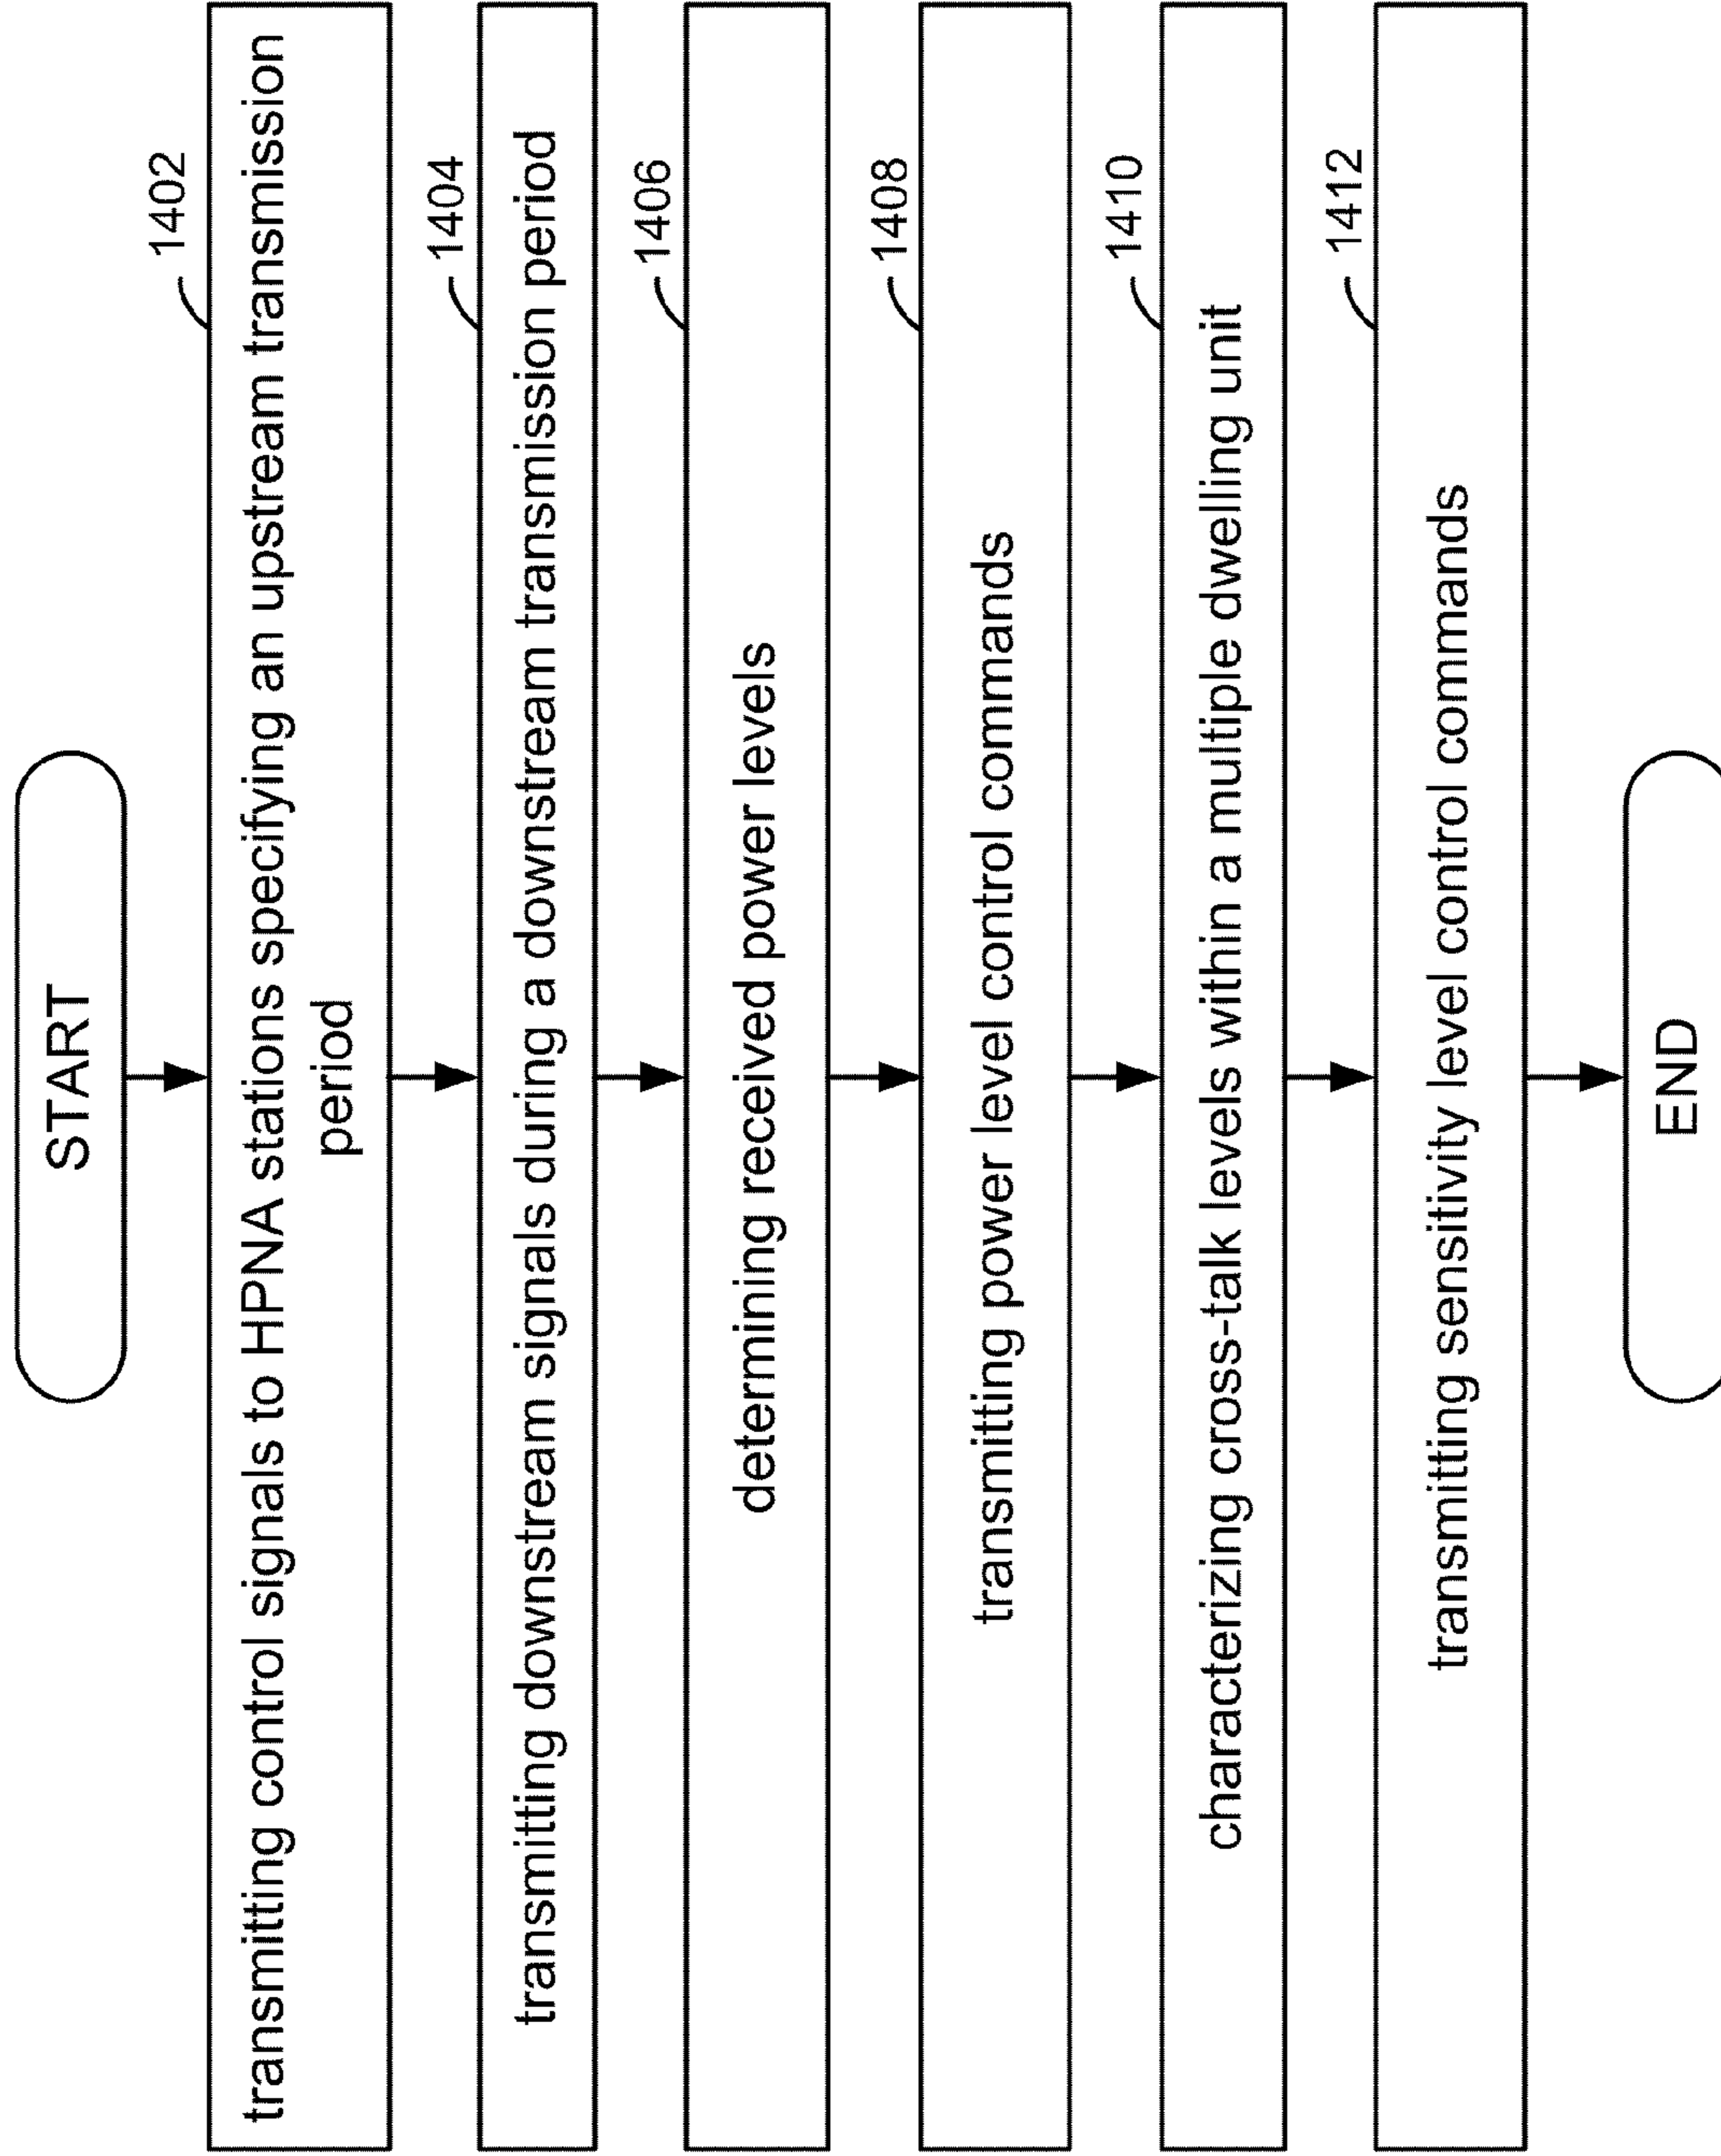 START
1402
transmitting control signals to HPNA stations specifying an upstream transmission
period
1404
transmitting downstream signals during a downstream transmission period
1406
determining received power levels
1408
transmitting power level control commands
1410
characterizing cross-talk levels within a multiple dwelling unit
1412
transmitting sensitivity level control commands
END